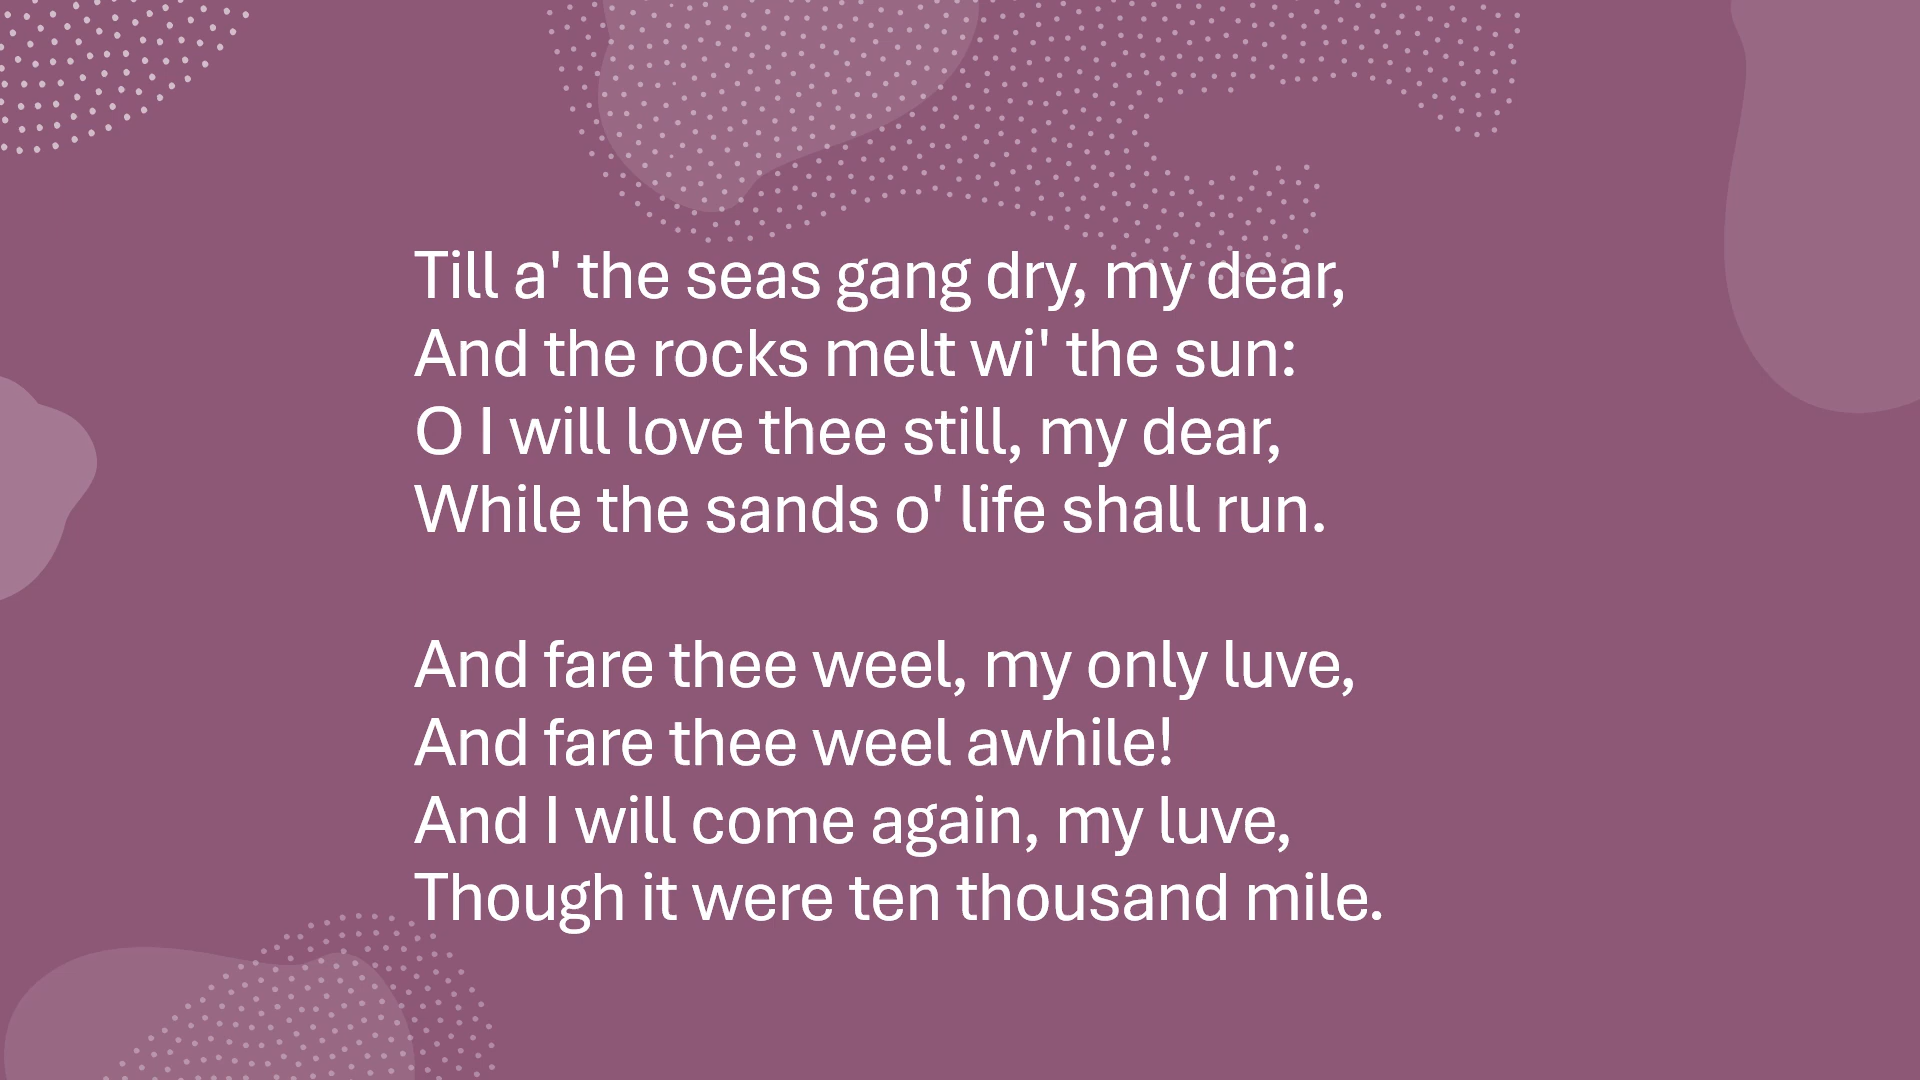 Till a' the seas gang dry, my dear,
And the rocks melt wi' the sun:
O I will love thee still, my dear,
While the sands o' life shall run.

And fare thee weel, my only luve,
And fare thee weel awhile!
And I will come again, my luve,
Though it were ten thousand mile.